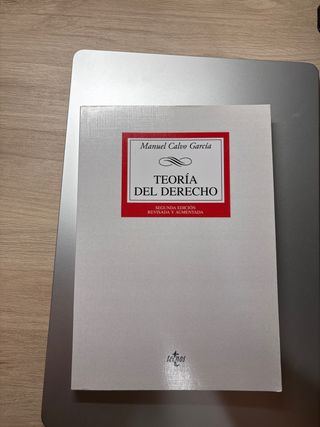 Manuel Calvo García
TEORÍA
DEL DERECHO
SEGUNDA EDICIÓN
REVISADA Y AUMENTADA
tecnos